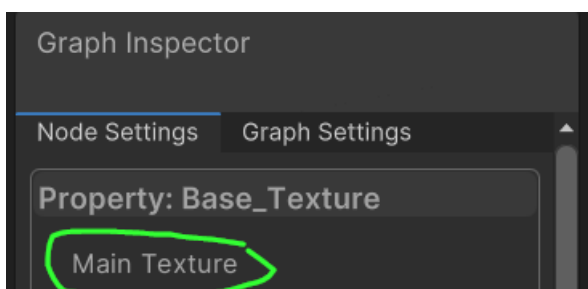 Graph Inspector
Node Settings Graph Settings
Property: Base_Texture
Main Texture